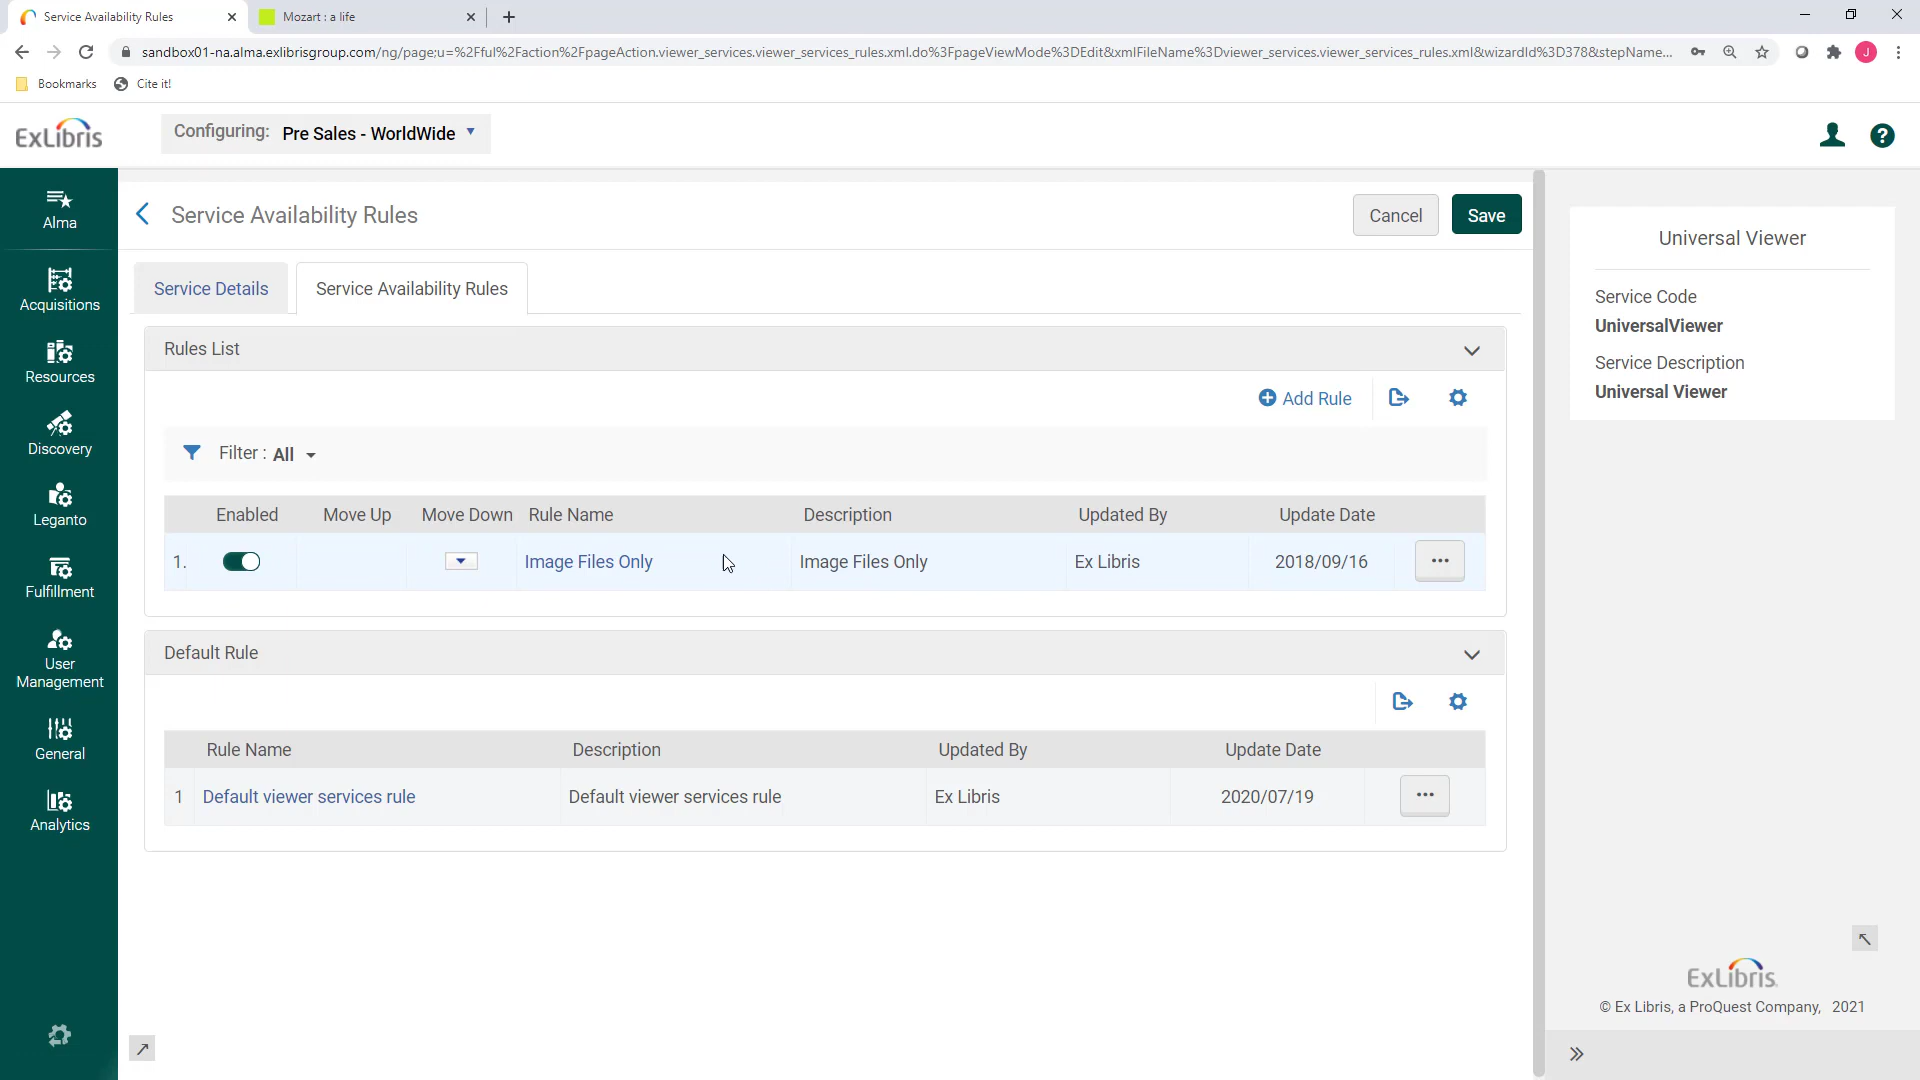 Service Availability Rules
Mozart : a life
sandbox01-na.alma.exlibrisgroup.com/ng/page;u=%2Fful%2Faction%2FpageAction.viewer_services.viewer_services_rules.xml.do%3FpageViewMode%3DEdit&xmlFileName%3Dviewer_services.viewer_services_rules.xml&wizardId%3D378&stepName...
J
Bookmarks
Cite it!
ExLibris
Configuring: Pre Sales - WorldWide
?
Alma
Acquisitions
Resources
Discovery
Leganto
Fulfillment
User
Management
General
Analytics
Service Availability Rules
Cancel
Save
Service Details
Service Availability Rules
Rules List
Add Rule
Filter : All
Enabled Move Up Move Down Rule Name Description Updated By Update Date
1. Image Files Only Image Files Only Ex Libris 2018/09/16
Default Rule
Rule Name Description Updated By Update Date
1 Default viewer services rule Default viewer services rule Ex Libris 2020/07/19
Universal Viewer
Service Code
UniversalViewer
Service Description
Universal Viewer
ExLibris
© Ex Libris, a ProQuest Company, 2021